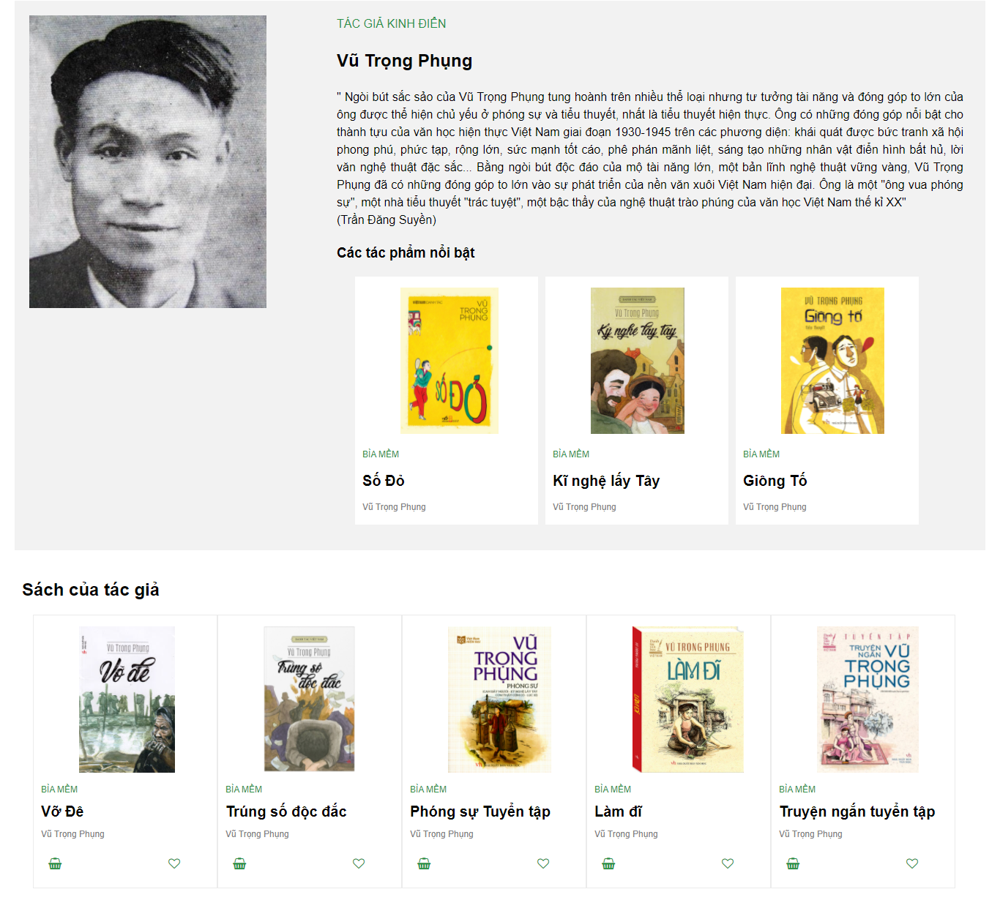 TÁC GIẢ KINH ĐIỂN
Vũ Trọng Phụng
" Ngòi bút sắc sảo của Vũ Trọng Phụng tung hoành trên nhiều thể loại nhưng tư tưởng tài năng và đóng góp to lớn của
ông được thể hiện chủ yếu ở phóng sự và tiểu thuyết, nhất là tiểu thuyết hiện thực. Ông có những đóng góp nổi bật cho
thành tựu của văn học hiện thực Việt Nam giai đoạn 1930-1945 trên các phương diện: khái quát được bức tranh xã hội
phong phú, phức tạp, rộng lớn, sức mạnh tốt cáo, phê phán mãnh liệt, sáng tạo những nhân vật điển hình bất hủ, lời
văn nghệ thuật đặc sắc... Bằng ngòi bút độc đáo của mộ tài năng lớn, một bản lĩnh nghệ thuật vững vàng, Vũ Trọng
Phụng đã có những đóng góp to lớn vào sự phát triển của nền văn xuôi Việt Nam hiện đại. Ông là một "ông vua phóng
sự", một nhà tiểu thuyết "trác tuyệt", một bậc thầy của nghệ thuật trào phúng của văn học Việt Nam thế kỉ XX"
(Trần Đăng Suyền)
Các tác phẩm nổi bật
VŨ
TRỌNG
PHỤNG
SỐ ĐỎ
BÌA MỀM
Số Đỏ
Vũ Trọng Phụng
Vũ Trọng Phụng
Kỹ nghệ lấy tây
BÌA MỀM
Kĩ nghệ lấy Tây
Vũ Trọng Phụng
VŨ TRỌNG PHỤNG
Giông tố
BÌA MỀM
Giông Tố
Vũ Trọng Phụng
Sách của tác giả
Vũ Trọng Phụng
Vỡ đê
BÌA MỀM
Vỡ Đê
Vũ Trọng Phụng
Vũ Trọng Phụng
Trúng số
độc đắc
BÌA MỀM
Trúng số độc đắc
Vũ Trọng Phụng
VŨ
TRỌNG
PHỤNG
PHÓNG SỰ
BÌA MỀM
Phóng sự Tuyển tập
Vũ Trọng Phụng
VŨ TRỌNG PHỤNG
LÀM ĐĨ
BÌA MỀM
Làm đĩ
Vũ Trọng Phụng
TUYỂN TẬP
TRUYỆN
NGẮN
VŨ
TRỌNG
PHỤNG
BÌA MỀM
Truyện ngắn tuyển tập
Vũ Trọng Phụng